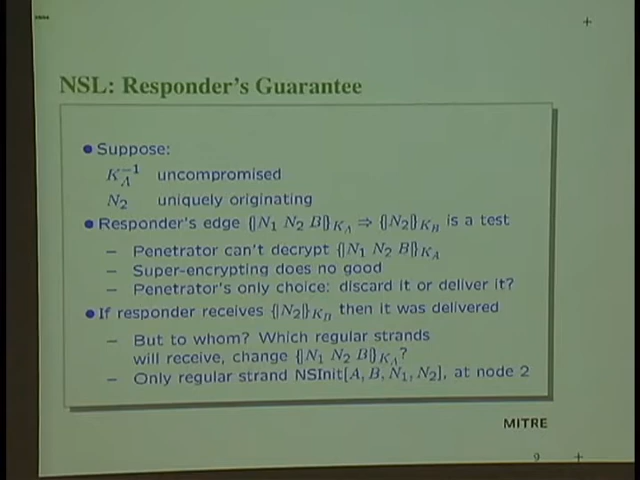 NSL: Responder's Guarantee
● Suppose:
K_A^{-1} uncompromised
N_2 uniquely originating
● Responder's edge {|N_1 N_2 B|}_{K_A} ⇒ {|N_2|}_{K_B} is a test
– Penetrator can't decrypt {|N_1 N_2 B|}_{K_A}
– Super-encrypting does no good
– Penetrator's only choice: discard it or deliver it?
● If responder receives {|N_2|}_{K_B} then it was delivered
– But to whom? Which regular strands
will receive, change {|N_1 N_2 B|}_{K_A}?
– Only regular strand NSInit[A, B, N_1, N_2], at node 2
MITRE
9